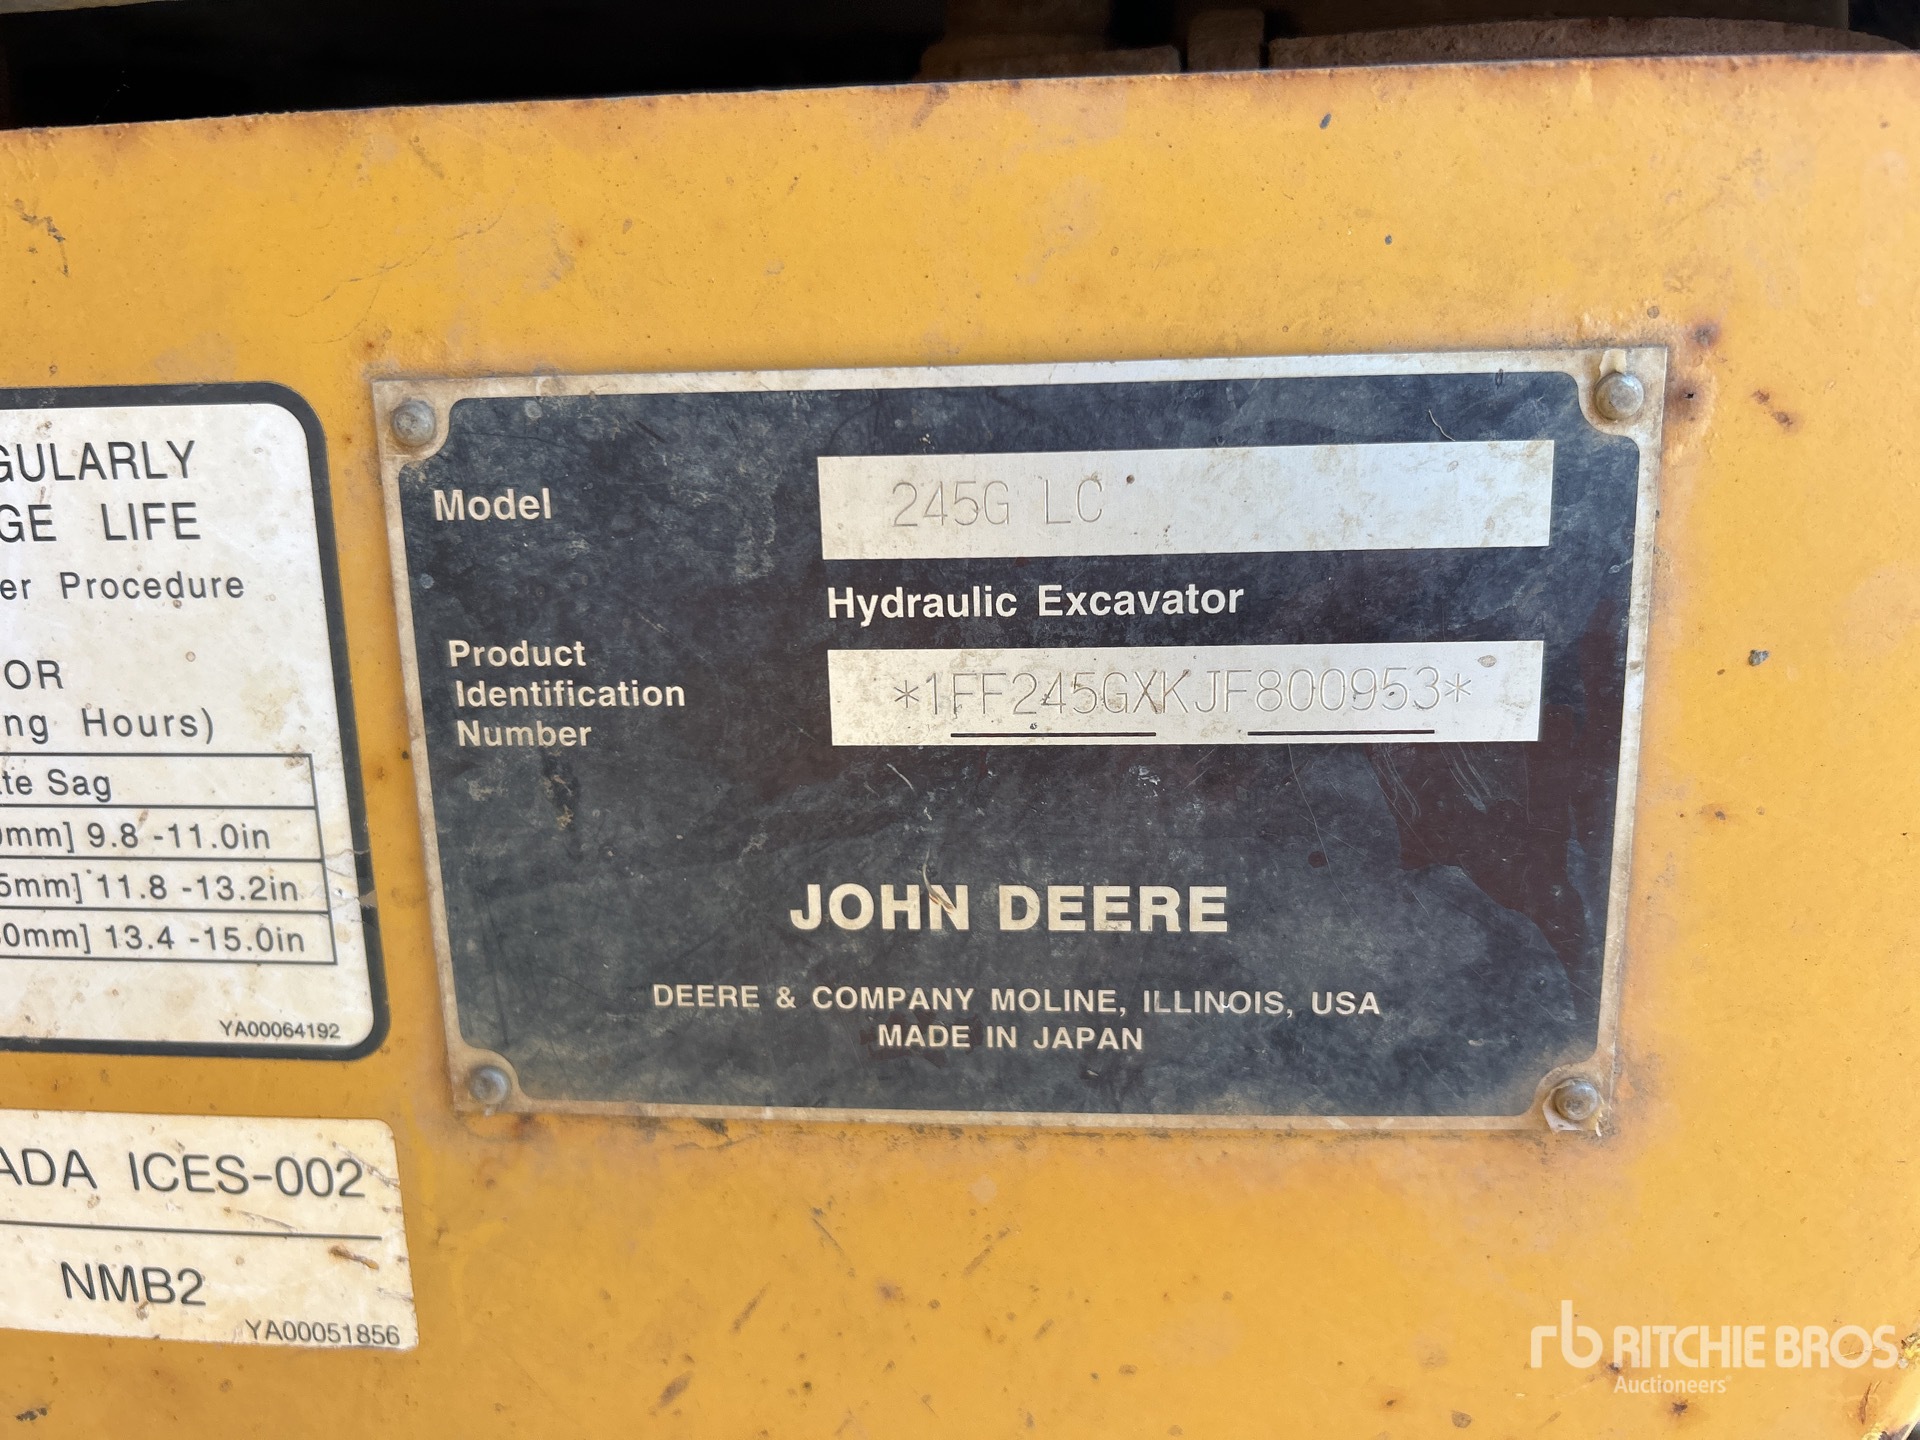 GULARLY
GE LIFE
er Procedure
OR
ng Hours)
te Sag
0mm] 9.8 -11.0in
5mm] 11.8 -13.2in
0mm] 13.4 -15.0in
YA00064192
ADA ICES-002
NMB2
YA00051856
Model 245G LC
Hydraulic Excavator
Product
Identification
Number
*1FF245GXKJF800953*
JOHN DEERE
DEERE & COMPANY MOLINE, ILLINOIS, USA
MADE IN JAPAN
rb RITCHIE BROS.
Auctioneers